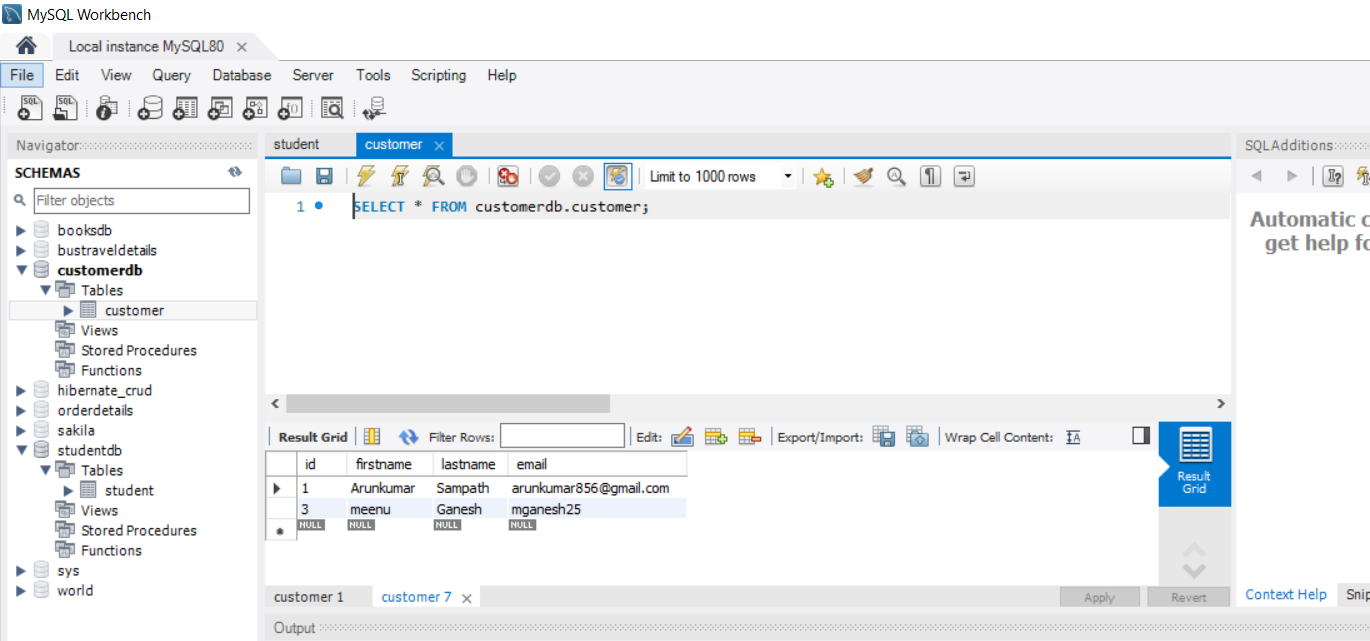 MySQL Workbench
Local instance MySQL80
File Edit View Query Database Server Tools Scripting Help
Navigator
SCHEMAS
Filter objects
booksdb
bustraveldetails
customerdb
Tables
customer
Views
Stored Procedures
Functions
hibernate_crud
orderdetails
sakila
studentdb
Tables
student
Views
Stored Procedures
Functions
sys
world
student customer
Limit to 1000 rows
1 SELECT * FROM customerdb.customer;
Result Grid Filter Rows: Edit: Export/Import: Wrap Cell Content:
id firstname lastname email
1 Arunkumar Sampath arunkumar856@gmail.com
3 meenu Ganesh mganesh25
NULL NULL NULL NULL
Result
Grid
customer 1 customer 7 Apply Revert
Output
SQLAdditions
Automatic c
get help fo
Context Help Snip